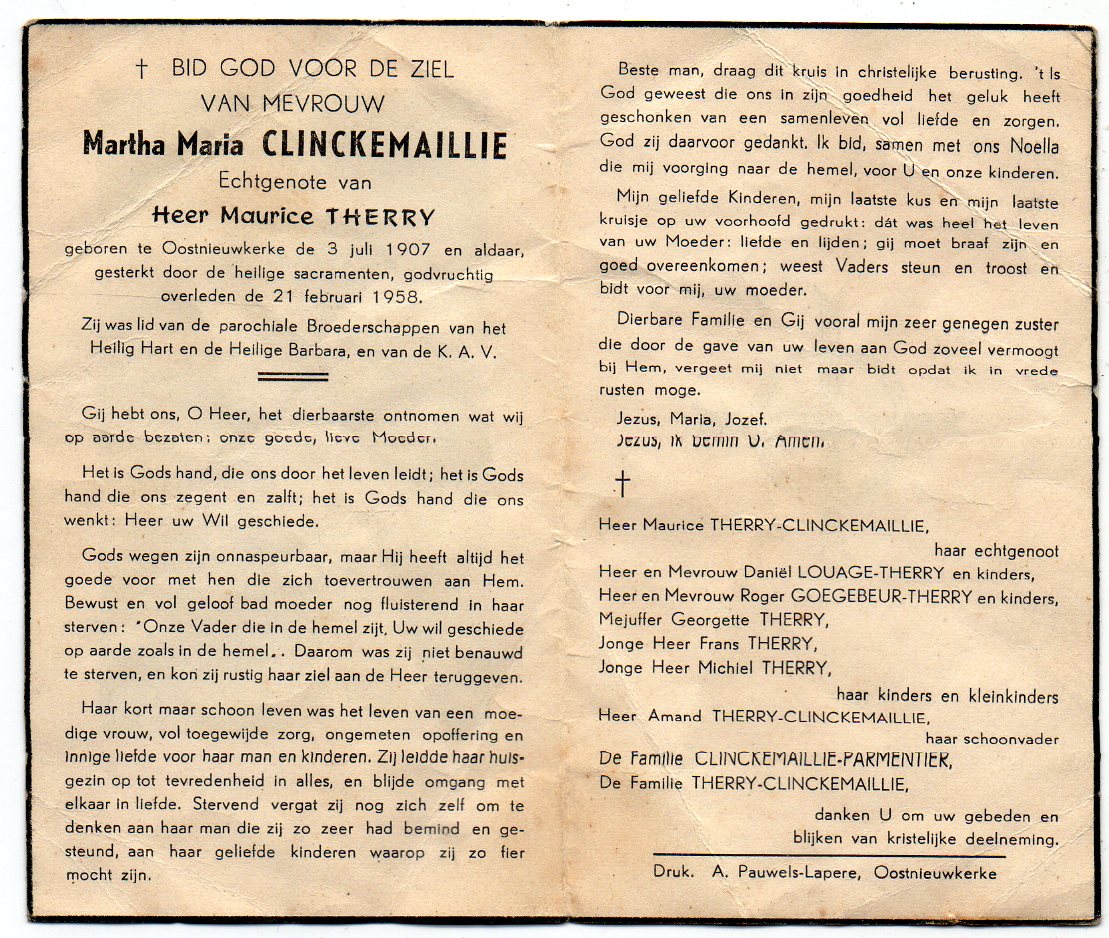 † BID GOD VOOR DE ZIEL
VAN MEVROUW
Martha Maria CLINCKEMAILLIE
Echtgenote van
Heer Maurice THERRY
geboren te Oostnieuwkerke de 3 juli 1907 en aldaar,
gesterkt door de heilige sacramenten, godvruchtig
overleden de 21 februari 1958.
Zij was lid van de parochiale Broederschappen van het
Heilig Hart en de Heilige Barbara, en van de K. A. V.
Gij hebt ons, O Heer, het dierbaarste ontnomen wat wij
op aarde bezaten: onze goede, lieve Moeder.
Het is Gods hand, die ons door het leven leidt; het is Gods
hand die ons zegent en zalft; het is Gods hand die ons
wenkt: Heer uw Wil geschiede.
Gods wegen zijn onnaspeurbaar, maar Hij heeft altijd het
goede voor met hen die zich toevertrouwen aan Hem.
Bewust en vol geloof bad moeder nog fluisterend in haar
sterven: "Onze Vader die in de hemel zijt, Uw wil geschiede
op aarde zoals in de hemel.. Daarom was zij niet benauwd
te sterven, en kon zij rustig haar ziel aan de Heer teruggeven.
Haar kort maar schoon leven was het leven van een moe-
dige vrouw, vol toegewijde zorg, ongemeten opoffering en
innige liefde voor haar man en kinderen. Zij leidde haar huis-
gezin op tot tevredenheid in alles, en blijde omgang met
elkaar in liefde. Stervend vergat zij nog zich zelf om te
denken aan haar man die zij zo zeer had bemind en ge-
steund, aan haar geliefde kinderen waarop zij zo fier
mocht zijn.
Beste man, draag dit kruis in christelijke berusting. 't Is
God geweest die ons in zijn goedheid het geluk heeft
geschonken van een samenleven vol liefde en zorgen.
God zij daarvoor gedankt. Ik bid, samen met ons Noella
die mij voorging naar de hemel, voor U en onze kinderen.
Mijn geliefde Kinderen, mijn laatste kus en mijn laatste
kruisje op uw voorhoofd gedrukt: dát was heel het leven
van uw Moeder: liefde en lijden; gij moet braaf zijn en
goed overeenkomen; weest Vaders steun en troost en
bidt voor mij, uw moeder.
Dierbare Familie en Gij vooral mijn zeer genegen zuster
die door de gave van uw leven aan God zoveel vermoogt
bij Hem, vergeet mij niet maar bidt opdat ik in vrede
rusten moge.
Jezus, Maria, Jozef.
Jezus, ik bemin U. Amen.
†
Heer Maurice THERRY-CLINCKEMAILLIE,
haar echtgenoot
Heer en Mevrouw Daniël LOUAGE-THERRY en kinders,
Heer en Mevrouw Roger GOEGEBEUR-THERRY en kinders,
Mejuffer Georgette THERRY,
Jonge Heer Frans THERRY,
Jonge Heer Michiel THERRY,
haar kinders en kleinkinders
Heer Amand THERRY-CLINCKEMAILLIE,
haar schoonvader
De Familie CLINCKEMAILLIE-PARMENTIER,
De Familie THERRY-CLINCKEMAILLIE,
danken U om uw gebeden en
blijken van kristelijke deelneming.
Druk. A. Pauwels-Lapere, Oostnieuwkerke